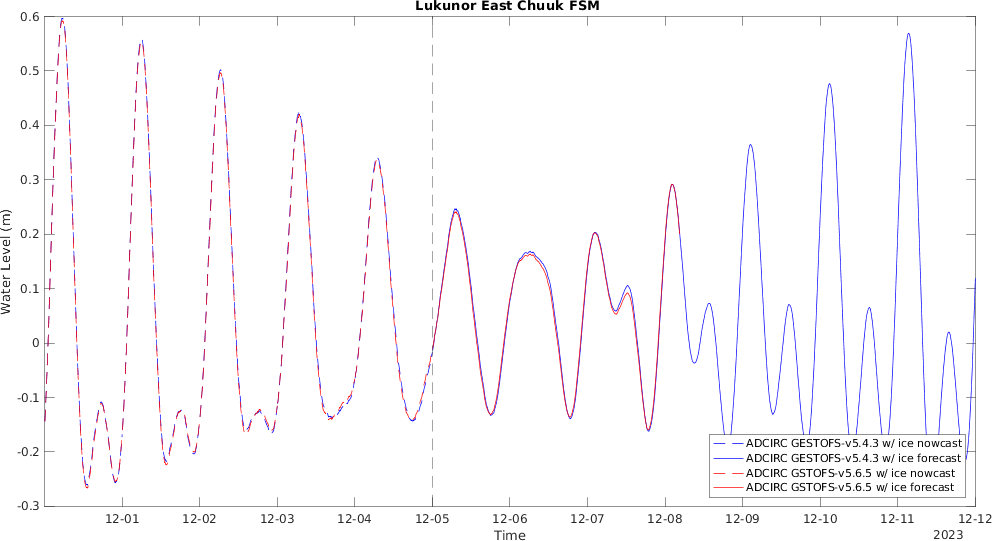 Lukunor East Chuuk FSM
0.6
0.5
0.4
0.3
0.2
0.1
0
-0.1
-0.2
-0.3
Water Level (m)
12-01 12-02 12-03 12-04 12-05 12-06 12-07 12-08 12-09 12-10 12-11 12-12
Time
2023
ADCIRC GESTOFS-v5.4.3 w/ ice nowcast
ADCIRC GESTOFS-v5.4.3 w/ ice forecast
ADCIRC GSTOFS-v5.6.5 w/ ice nowcast
ADCIRC GSTOFS-v5.6.5 w/ ice forecast